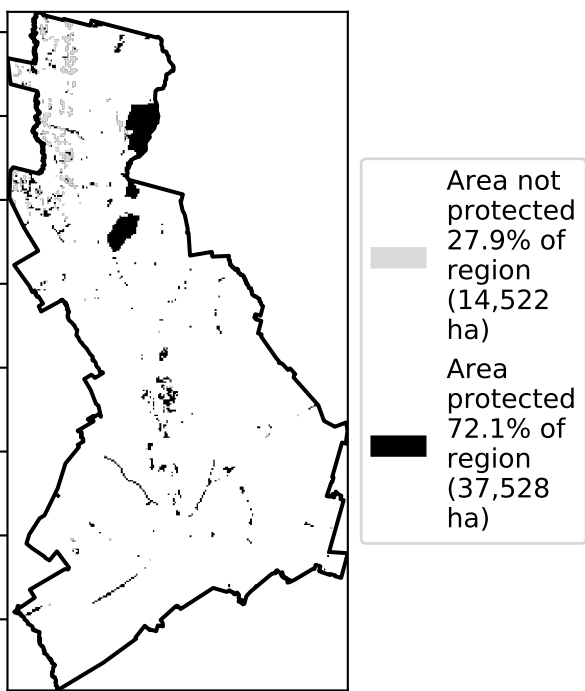 Area not
protected
27.9% of
region
(14,522
ha)
Area
protected
72.1% of
region
(37,528
ha)